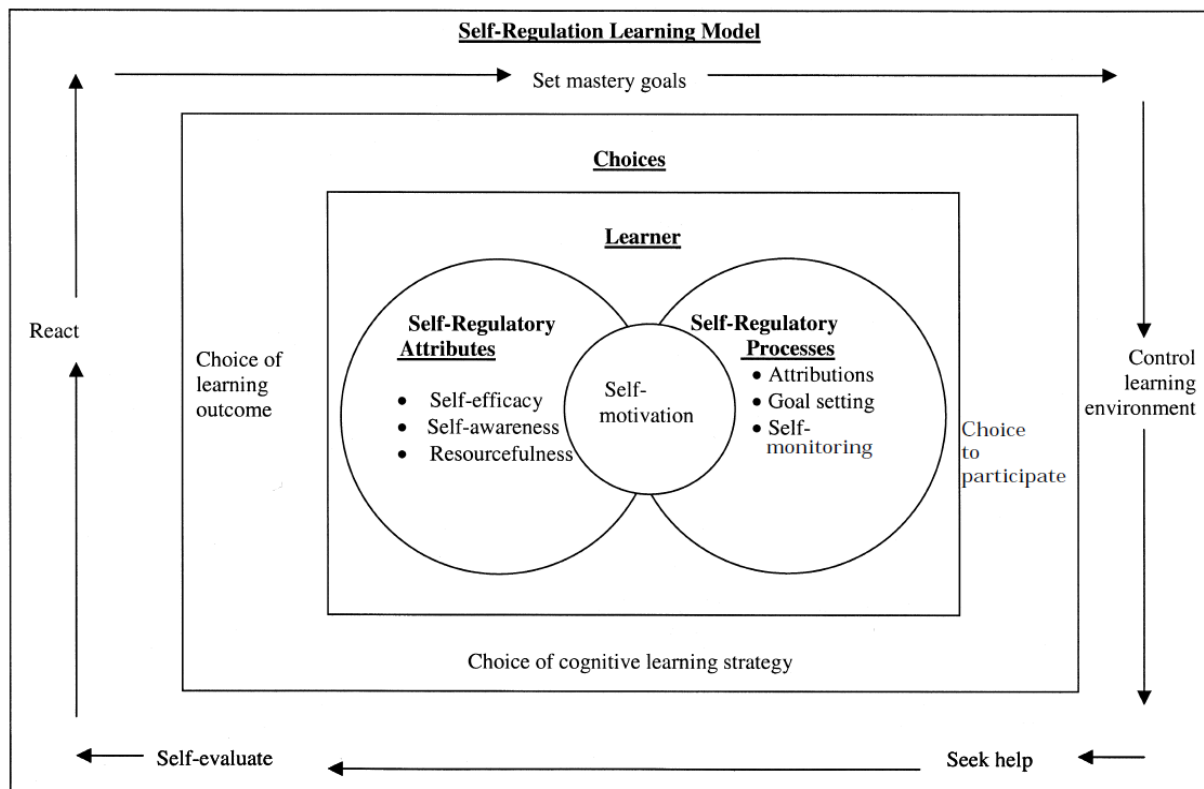 Self-Regulation Learning Model
Set mastery goals
Choices
Learner
Self-Regulatory
Attributes
● Self-efficacy
● Self-awareness
● Resourcefulness
Self-
motivation
Self-Regulatory
Processes
● Attributions
● Goal setting
● Self-
monitoring
React
Choice of
learning
outcome
Choice
to
participate
Control
learning
environment
Choice of cognitive learning strategy
Self-evaluate
Seek help